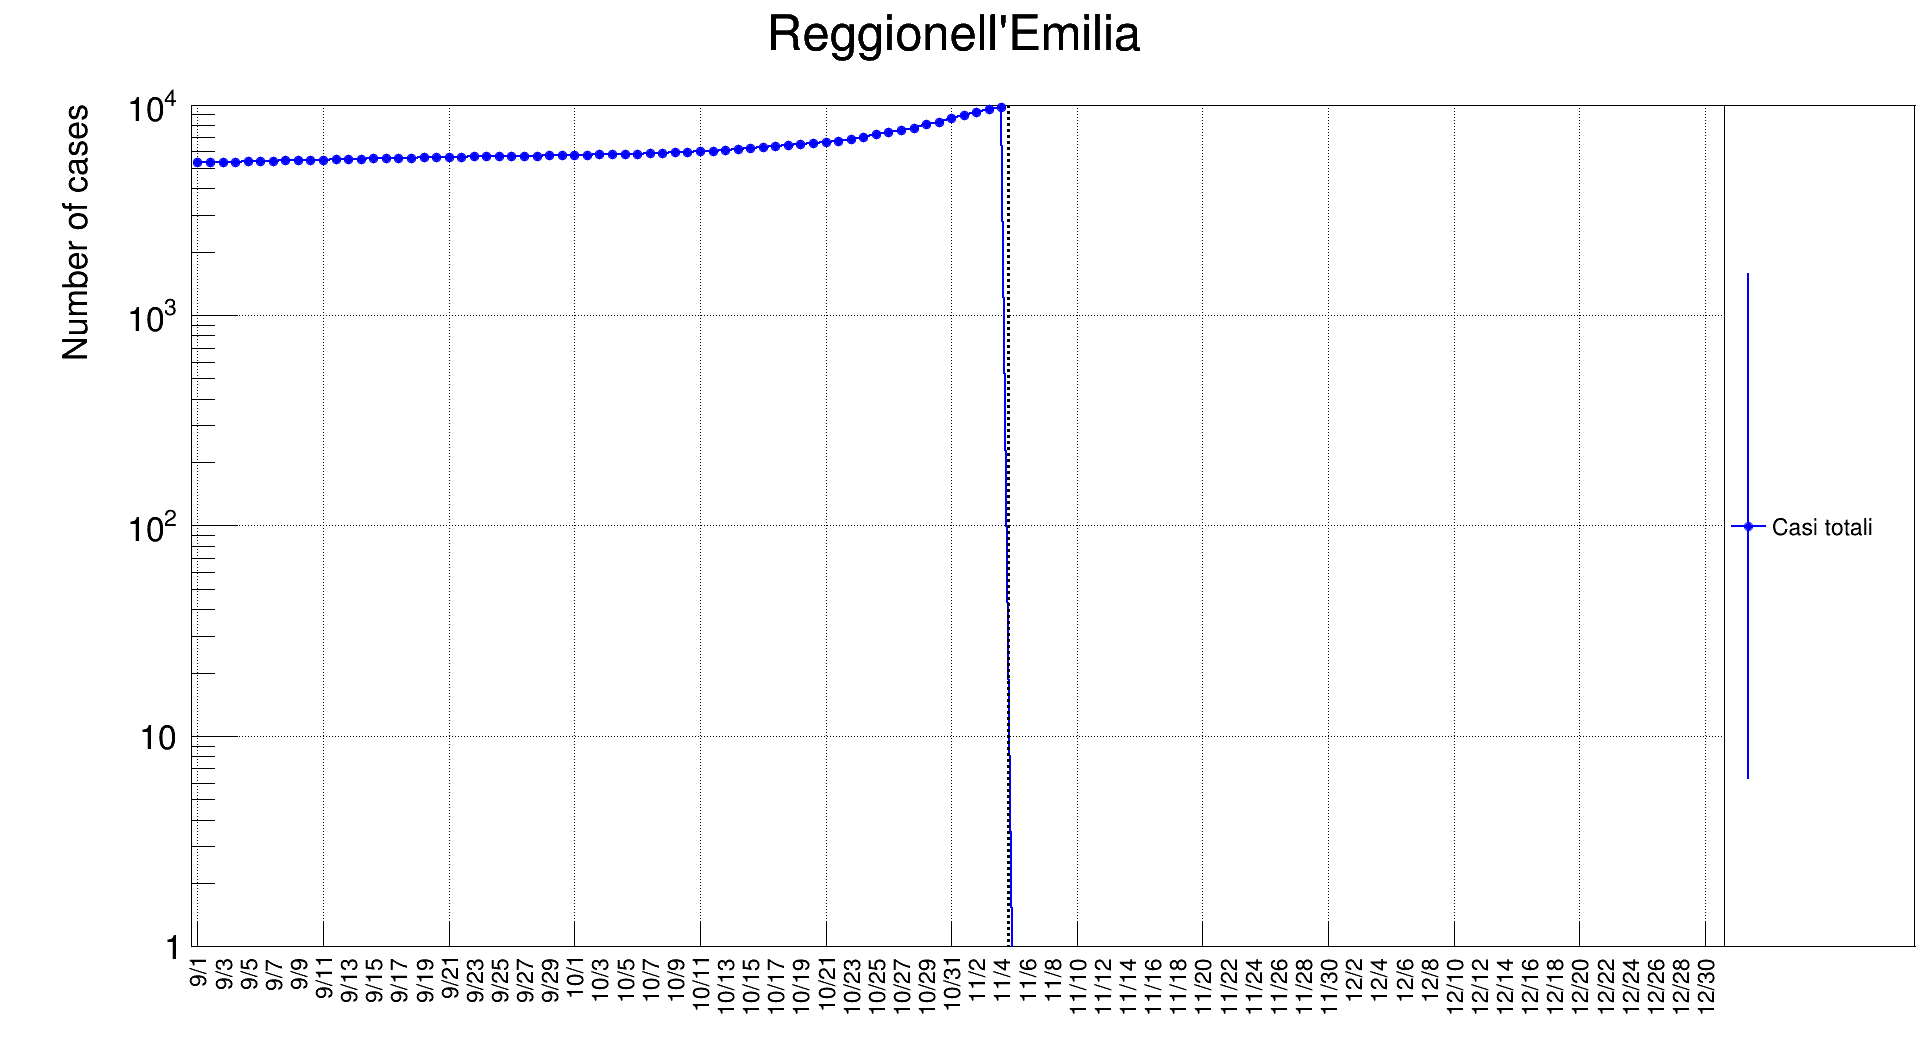 Reggionell'Emilia
Number of cases
10^4
10^3
10^2
10
1
Casi totali
9/1 9/3 9/5 9/7 9/9 9/11 9/13 9/15 9/17 9/19 9/21 9/23 9/25 9/27 9/29 10/1 10/3 10/5 10/7 10/9 10/11 10/13 10/15 10/17 10/19 10/21 10/23 10/25 10/27 10/29 10/31 11/2 11/4 11/6 11/8 11/10 11/12 11/14 11/16 11/18 11/20 11/22 11/24 11/26 11/28 11/30 12/2 12/4 12/6 12/8 12/10 12/12 12/14 12/16 12/18 12/20 12/22 12/24 12/26 12/28 12/30